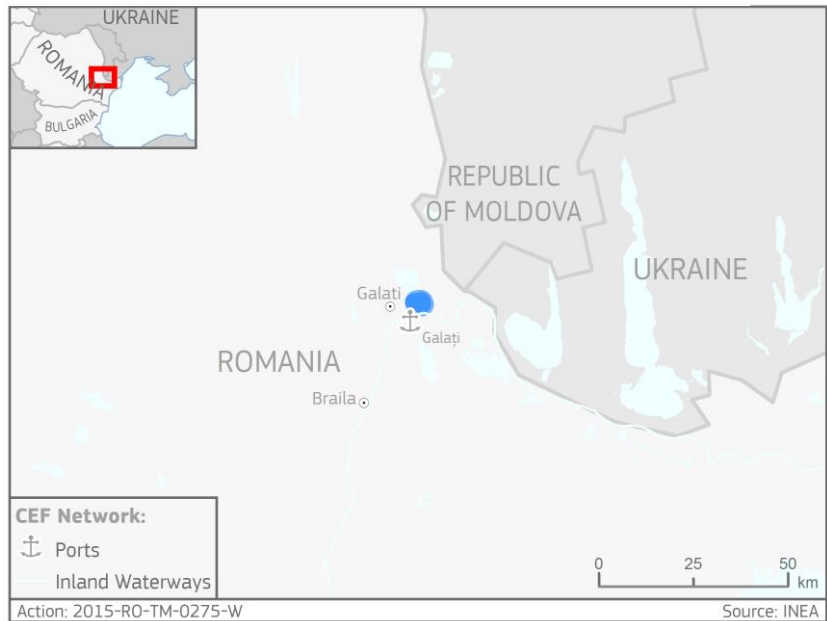 UKRAINE
ROMANIA
BULGARIA
REPUBLIC
OF MOLDOVA
UKRAINE
Galati
Galați
ROMANIA
Braila
CEF Network:
Ports
Inland Waterways
0 25 50
km
Action: 2015-RO-TM-0275-W
Source: INEA